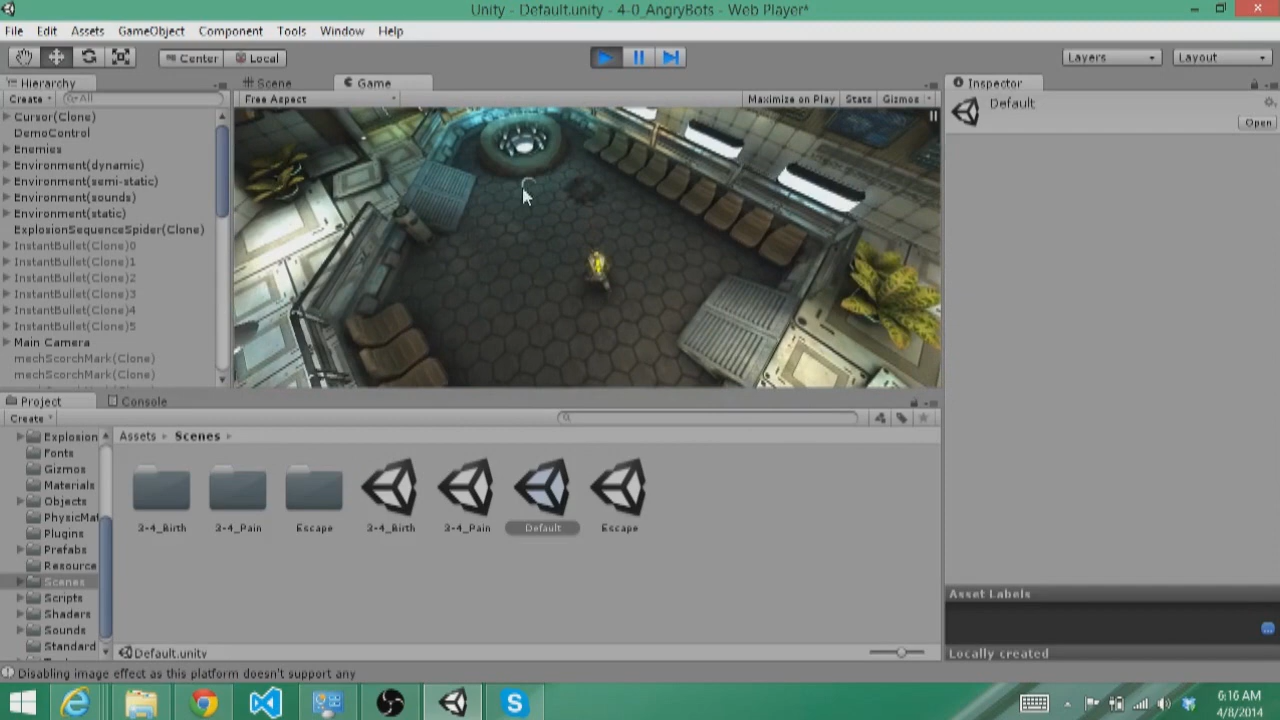 Unity - Default.unity - 4-0_AngryBots - Web Player*
File Edit Assets GameObject Component Tools Window Help
Center Local
Layers Layout
Hierarchy
Create All
Cursor(Clone)
DemoControl
Enemies
Environment(dynamic)
Environment(semi-static)
Environment(sounds)
Environment(static)
ExplosionSequenceSpider(Clone)
InstantBullet(Clone)0
InstantBullet(Clone)1
InstantBullet(Clone)2
InstantBullet(Clone)3
InstantBullet(Clone)4
InstantBullet(Clone)5
Main Camera
mechScorchMark(Clone)
mechScorchMark(Clone)
Scene Game
Free Aspect Maximize on Play Stats Gizmos
Inspector
Default
Open
Project Console
Create
Explosion
Fonts
Gizmos
Materials
Objects
PhysicMat
Plugins
Prefabs
Resource
Scenes
Scripts
Shaders
Sounds
Standard
Assets Scenes
3-4_Birth 3-4_Pain Escape 3-4_Birth 3-4_Pain Default Escape
Default.unity
Asset Labels
Locally created
Disabling image effect as this platform doesn't support any
6:16 AM
4/8/2014